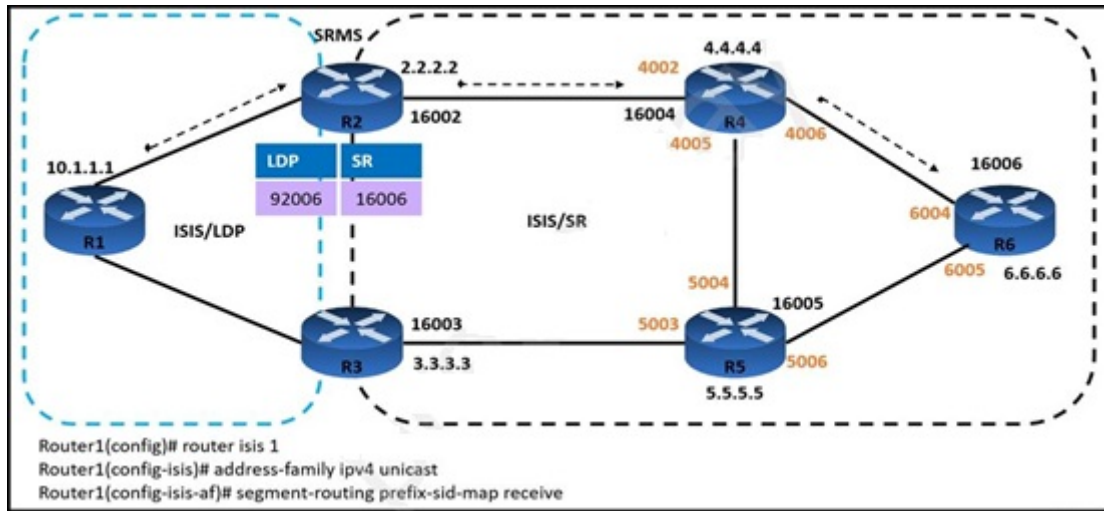 SRMS
2.2.2.2
4002
4.4.4.4
R2
16002
16004
R4
4005
4006
10.1.1.1
LDP SR
92006 16006
16006
R1
ISIS/LDP
ISIS/SR
6004
R6
6005
6.6.6.6
5004
16003
5003
16005
R3
3.3.3.3
R5
5006
5.5.5.5
Router1(config)# router isis 1
Router1(config-isis)# address-family ipv4 unicast
Router1(config-isis-af)# segment-routing prefix-sid-map receive